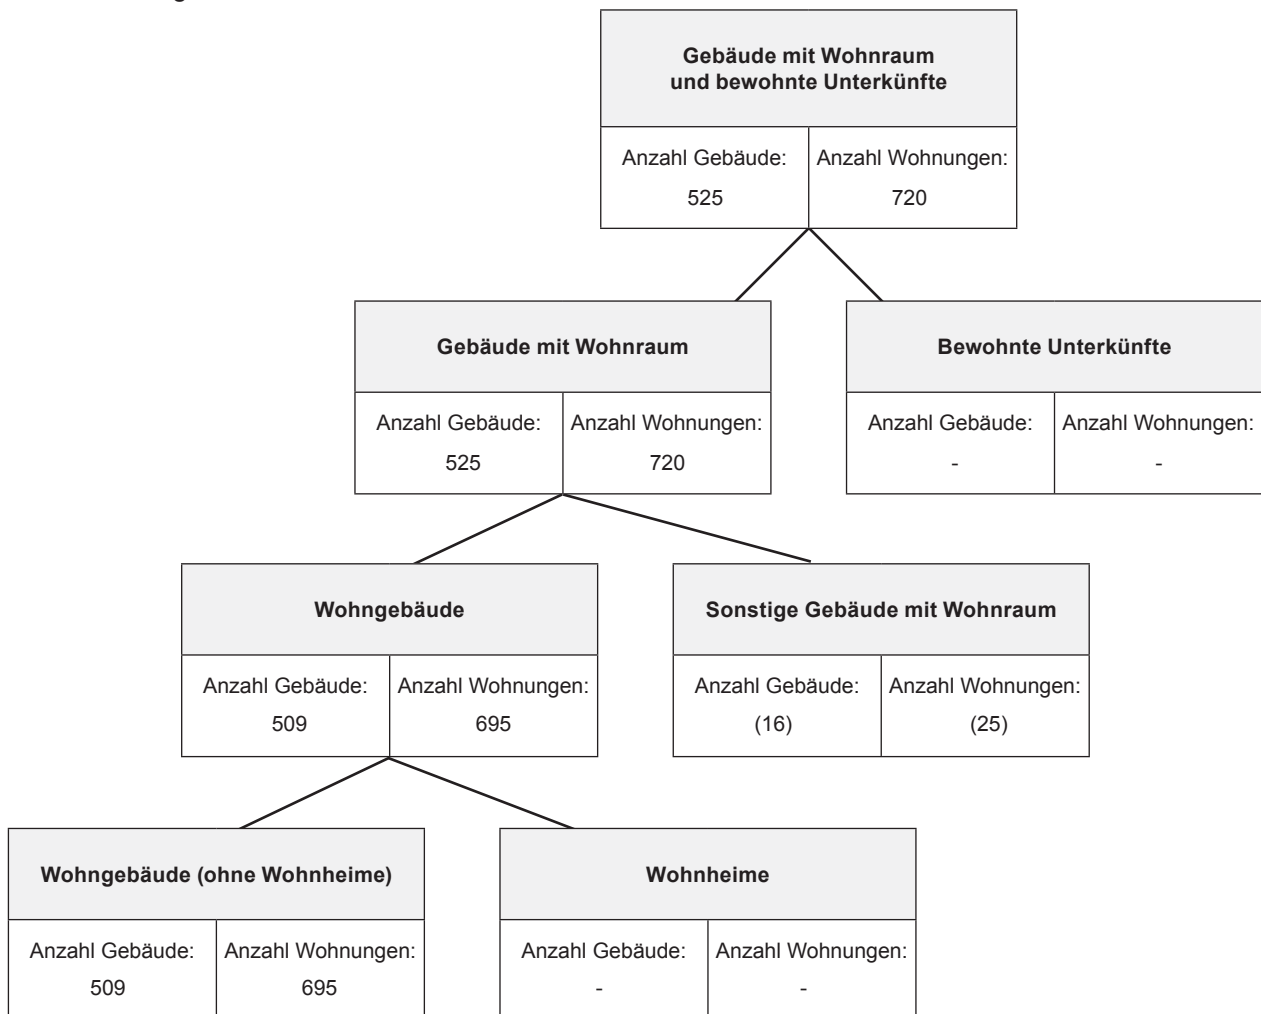 Gebäude mit Wohnraum
und bewohnte Unterkünfte
Anzahl Gebäude: Anzahl Wohnungen:
525 720
Gebäude mit Wohnraum
Anzahl Gebäude: Anzahl Wohnungen:
525 720
Bewohnte Unterkünfte
Anzahl Gebäude: Anzahl Wohnungen:
- -
Wohngebäude
Anzahl Gebäude: Anzahl Wohnungen:
509 695
Sonstige Gebäude mit Wohnraum
Anzahl Gebäude: Anzahl Wohnungen:
(16) (25)
Wohngebäude (ohne Wohnheime)
Anzahl Gebäude: Anzahl Wohnungen:
509 695
Wohnheime
Anzahl Gebäude: Anzahl Wohnungen:
- -